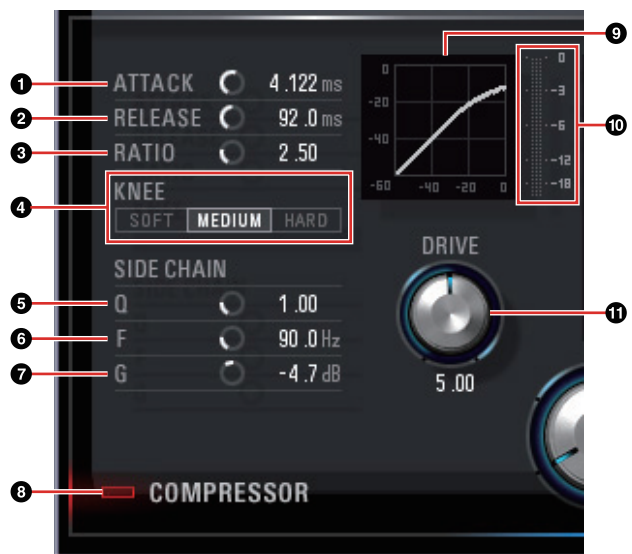 1 ATTACK 4.122 ms
2 RELEASE 92.0 ms
3 RATIO 2.50
4 KNEE
SOFT MEDIUM HARD
SIDE CHAIN
5 Q 1.00
6 F 90.0 Hz
7 G -4.7 dB
8 COMPRESSOR
9
0
-20
-40
-60 -40 -20 0
10
0
-3
-6
-12
-18
DRIVE
11
5.00